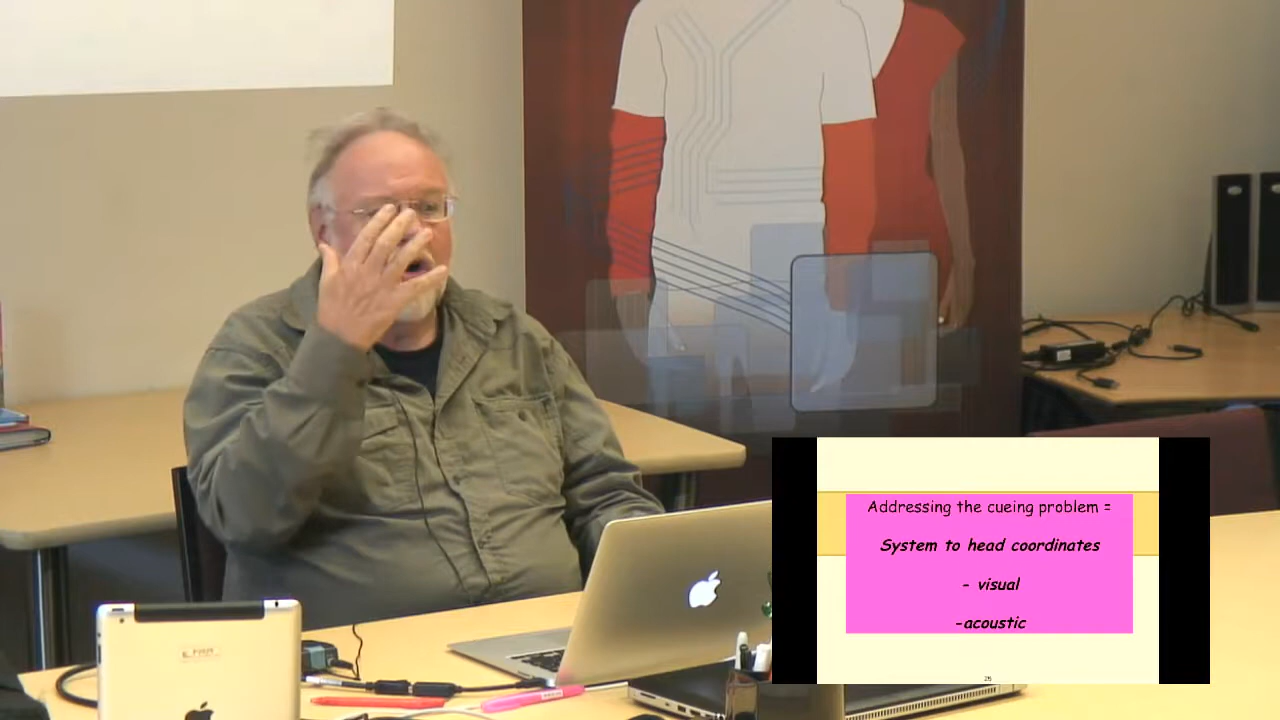 Addressing the cueing problem =
System to head coordinates
- visual
-acoustic